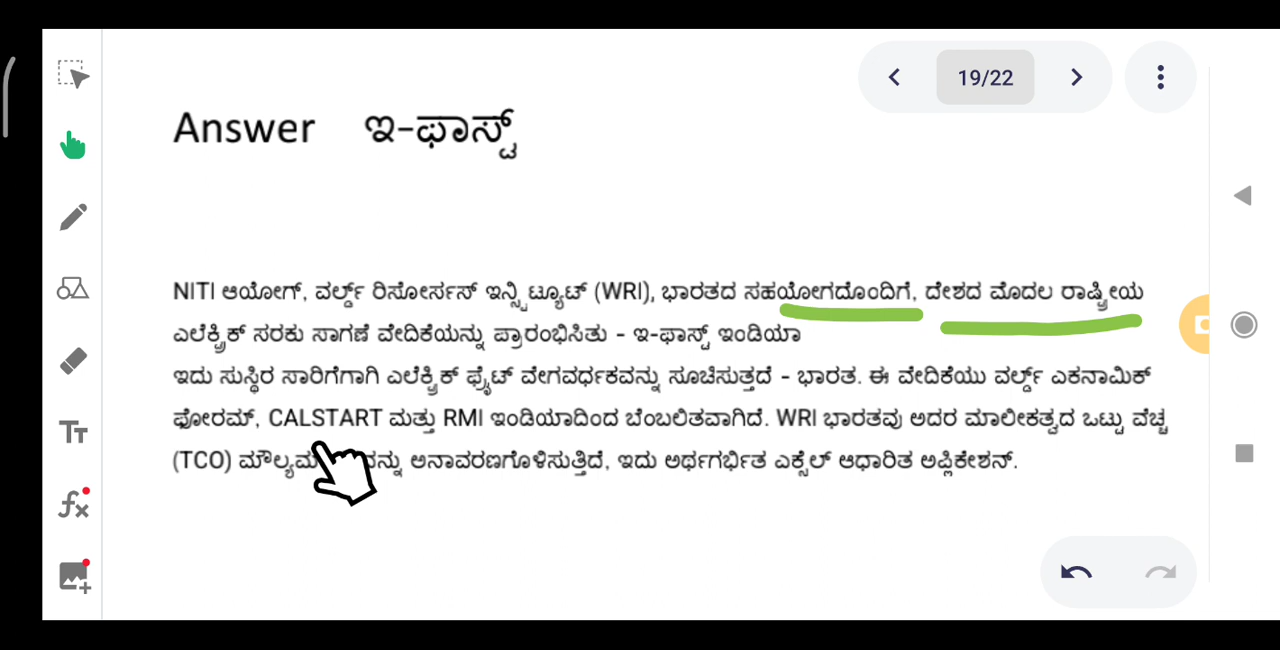 19/22
Answer ಇ-ಫಾಸ್ಟ್
NITI ಆಯೋಗ್, ವರ್ಲ್ಡ್ ರಿಸೋರ್ಸಸ್ ಇನ್ಸ್ಟಿಟ್ಯೂಟ್ (WRI), ಭಾರತದ ಸಹಯೋಗದೊಂದಿಗೆ, ದೇಶದ ಮೊದಲ ರಾಷ್ಟ್ರೀಯ
ಎಲೆಕ್ಟ್ರಿಕ್ ಸರಕು ಸಾಗಣೆ ವೇದಿಕೆಯನ್ನು ಪ್ರಾರಂಭಿಸಿತು - ಇ-ಫಾಸ್ಟ್ ಇಂಡಿಯಾ
ಇದು ಸುಸ್ಥಿರ ಸಾರಿಗೆಗಾಗಿ ಎಲೆಕ್ಟ್ರಿಕ್ ಫ್ರೈಟ್ ವೇಗವರ್ಧಕವನ್ನು ಸೂಚಿಸುತ್ತದೆ - ಭಾರತ. ಈ ವೇದಿಕೆಯು ವರ್ಲ್ಡ್ ಎಕನಾಮಿಕ್
ಫೋರಮ್, CALSTART ಮತ್ತು RMI ಇಂಡಿಯಾದಿಂದ ಬೆಂಬಲಿತವಾಗಿದೆ. WRI ಭಾರತವು ಅದರ ಮಾಲೀಕತ್ವದ ಒಟ್ಟು ವೆಚ್ಚ
(TCO) ಅನಾವರಣಗೊಳಿಸುತ್ತಿದೆ, ಇದು ಅರ್ಥಗರ್ಭಿತ ಎಕ್ಸೆಲ್ ಆಧಾರಿತ ಅಪ್ಲಿಕೇಶನ್.
Tт
fx